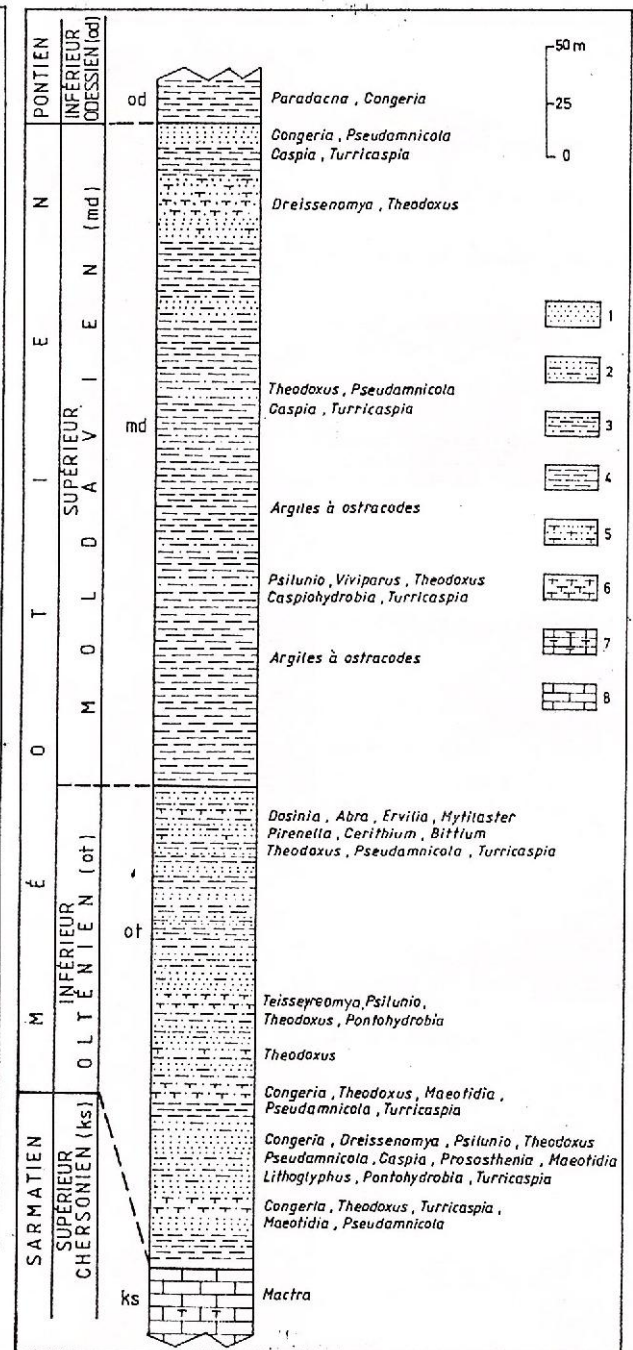 PONTIEN
INFÉRIEUR
ODESSIEN (od)
od
Paradacna, Congeria
50 m
25
0
MÉOTIEN
SUPÉRIEUR
MOLDAVIEN (md)
md
Congeria, Pseudamnicola
Caspia, Turricaspia
Dreissenomya, Theodoxus
Theodoxus, Pseudamnicola
Caspia, Turricaspia
Argiles à ostracodes
Psilunio, Viviparus, Theodoxus
Caspiohydrobia, Turricaspia
Argiles à ostracodes
1
2
3
4
5
6
7
8
INFÉRIEUR
OLTÉNIEN (ot)
ot
Dosinia, Abra, Ervilia, Mytilaster
Pirenella, Cerithium, Bittium
Theodoxus, Pseudamnicola, Turricaspia
Teisseyreomya, Psilunio,
Theodoxus, Pontohydrobia
Theodoxus
Congeria, Theodoxus, Maeotidia,
Pseudamnicola, Turricaspia
Congeria, Dreissenomya, Psilunio, Theodoxus
Pseudamnicola, Caspia, Prososthenia, Maeotidia
Lithoglyphus, Pontohydrobia, Turricaspia
Congeria, Theodoxus, Turricaspia,
Maeotidia, Pseudamnicola
SARMATIEN
SUPÉRIEUR
CHERSONIEN (ks)
ks
Mactra